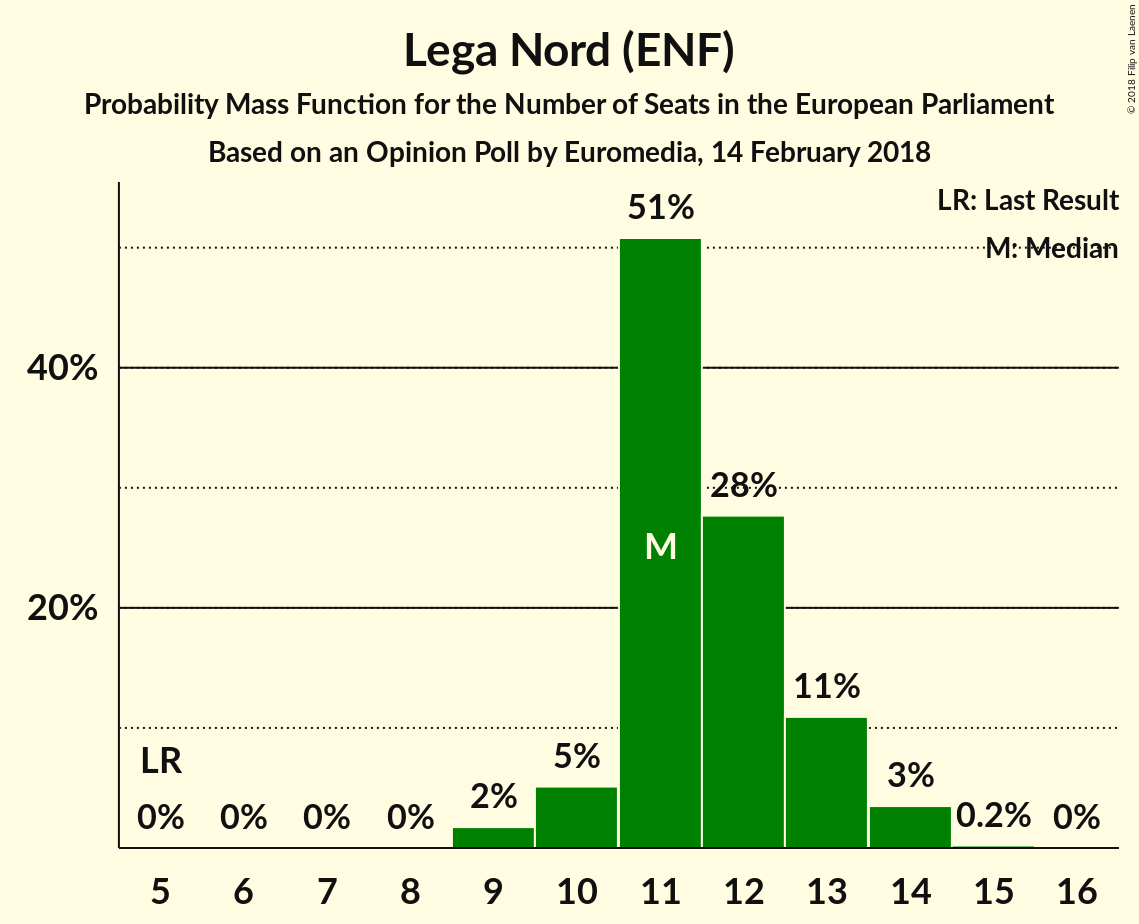 Lega Nord (ENF)
Probability Mass Function for the Number of Seats in the European Parliament
Based on an Opinion Poll by Euromedia, 14 February 2018
© 2018 Filip van Laenen
LR: Last Result
M: Median
51%
40%
28%
M
20%
11%
LR
5%
3%
2%
0% 0% 0% 0% 0.2% 0%
5 6 7 8 9 10 11 12 13 14 15 16